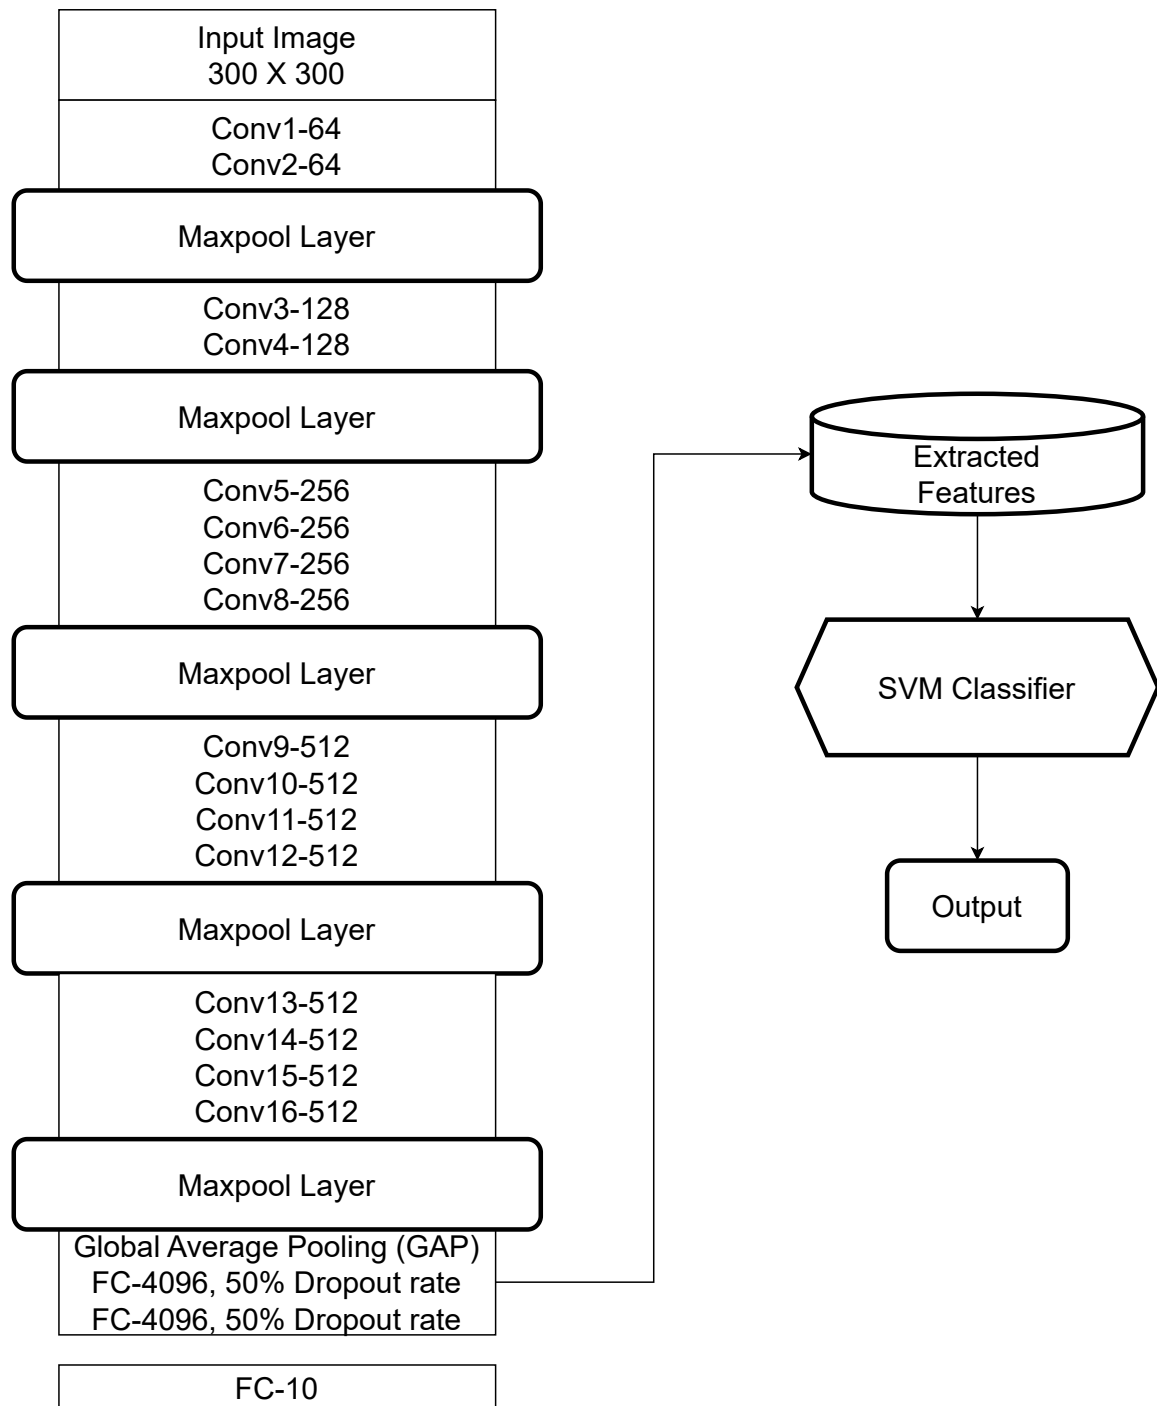 Input Image
300 X 300
Conv1-64
Conv2-64
Maxpool Layer
Conv3-128
Conv4-128
Maxpool Layer
Conv5-256
Conv6-256
Conv7-256
Conv8-256
Maxpool Layer
Conv9-512
Conv10-512
Conv11-512
Conv12-512
Maxpool Layer
Conv13-512
Conv14-512
Conv15-512
Conv16-512
Maxpool Layer
Global Average Pooling (GAP)
FC-4096, 50% Dropout rate
FC-4096, 50% Dropout rate
FC-10
Extracted
Features
SVM Classifier
Output